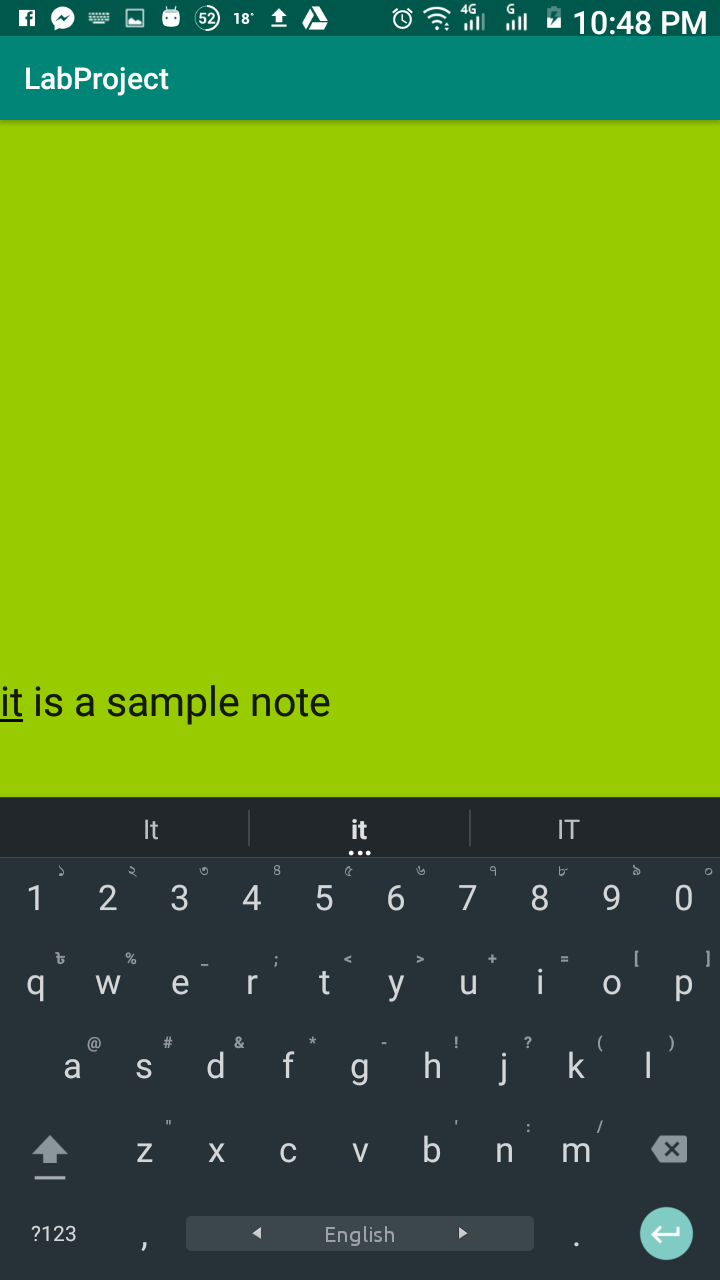 52 18° 4G G 10:48 PM
LabProject
it is a sample note
It it IT
১ ২ ৩ ৪ ৫ ৬ ৭ ৮ ৯ ০
1 2 3 4 5 6 7 8 9 0
৳ % _ ; < > + = [ ]
q w e r t y u i o p
@ # & * - ! ? ( )
a s d f g h j k l
" ' : /
z x c v b n m
?123 , English .